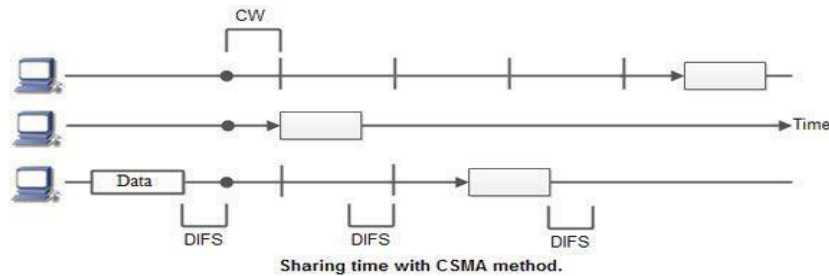 CW
Time
Data
DIFS
DIFS
DIFS
Sharing time with CSMA method.